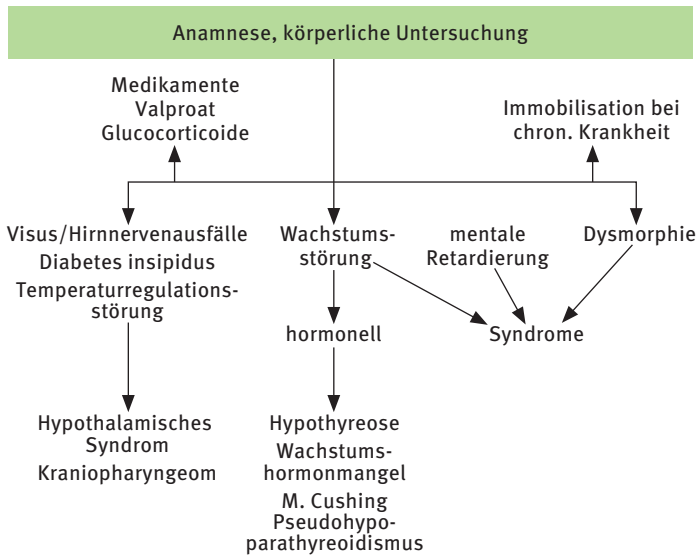 Anamnese, körperliche Untersuchung
Medikamente
Valproat
Glucocorticoide
Immobilisation bei
chron. Krankheit
Visus/Hirnnervenausfälle
Diabetes insipidus
Temperaturregulations-
störung
Wachstums-
störung
mentale
Retardierung
Dysmorphie
hormonell
Syndrome
Hypothalamisches
Syndrom
Kraniopharyngeom
Hypothyreose
Wachstums-
hormonmangel
M. Cushing
Pseudohypo-
parathyreoidismus